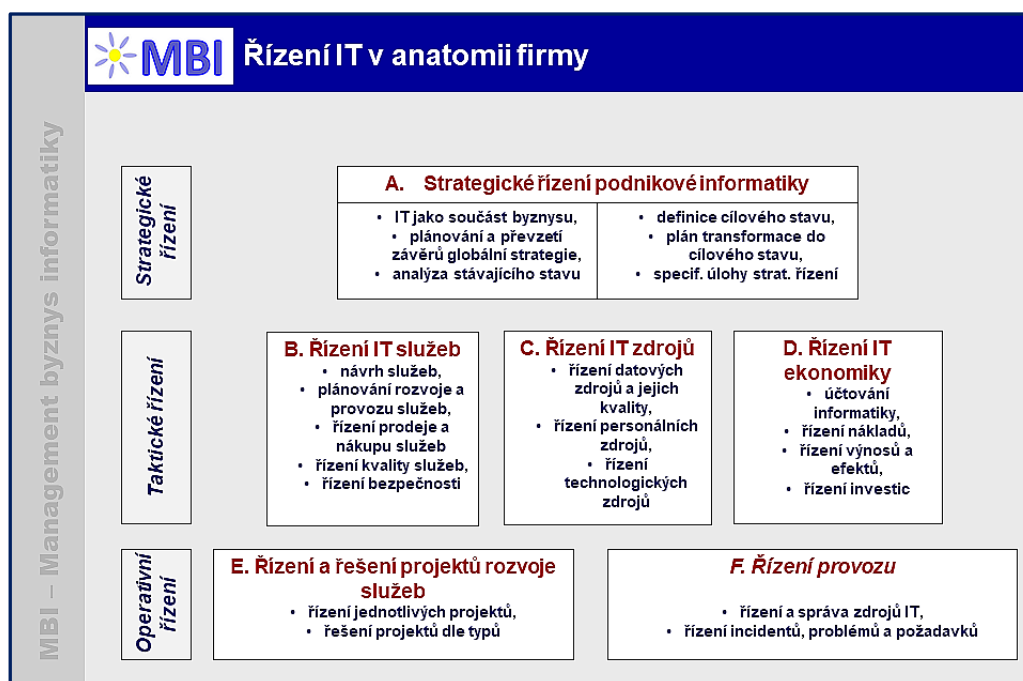 MBI Řízení IT v anatomii firmy
MBI – Management byznys informatiky
Strategické
řízení
A. Strategické řízení podnikové informatiky
• IT jako součást byznysu,
• plánování a převzetí
závěrů globální strategie,
• analýza stávajícího stavu
• definice cílového stavu,
• plán transformace do
cílového stavu,
• specif. úlohy strat. řízení
Taktické řízení
B. Řízení IT služeb
• návrh služeb,
• plánování rozvoje a
provozu služeb,
• řízení prodeje a
nákupu služeb
• řízení kvality služeb,
• řízení bezpečnosti
C. Řízení IT zdrojů
• řízení datových
zdrojů a jejich
kvality,
• řízení personálních
zdrojů,
• řízení
technologických
zdrojů
D. Řízení IT
ekonomiky
• účtování
informatiky,
• řízení nákladů,
• řízení výnosů a
efektů,
• řízení investic
Operativní
řízení
E. Řízení a řešení projektů rozvoje
služeb
• řízení jednotlivých projektů,
• řešení projektů dle typů
F. Řízení provozu
• řízení a správa zdrojů IT,
• řízení incidentů, problémů a požadavků